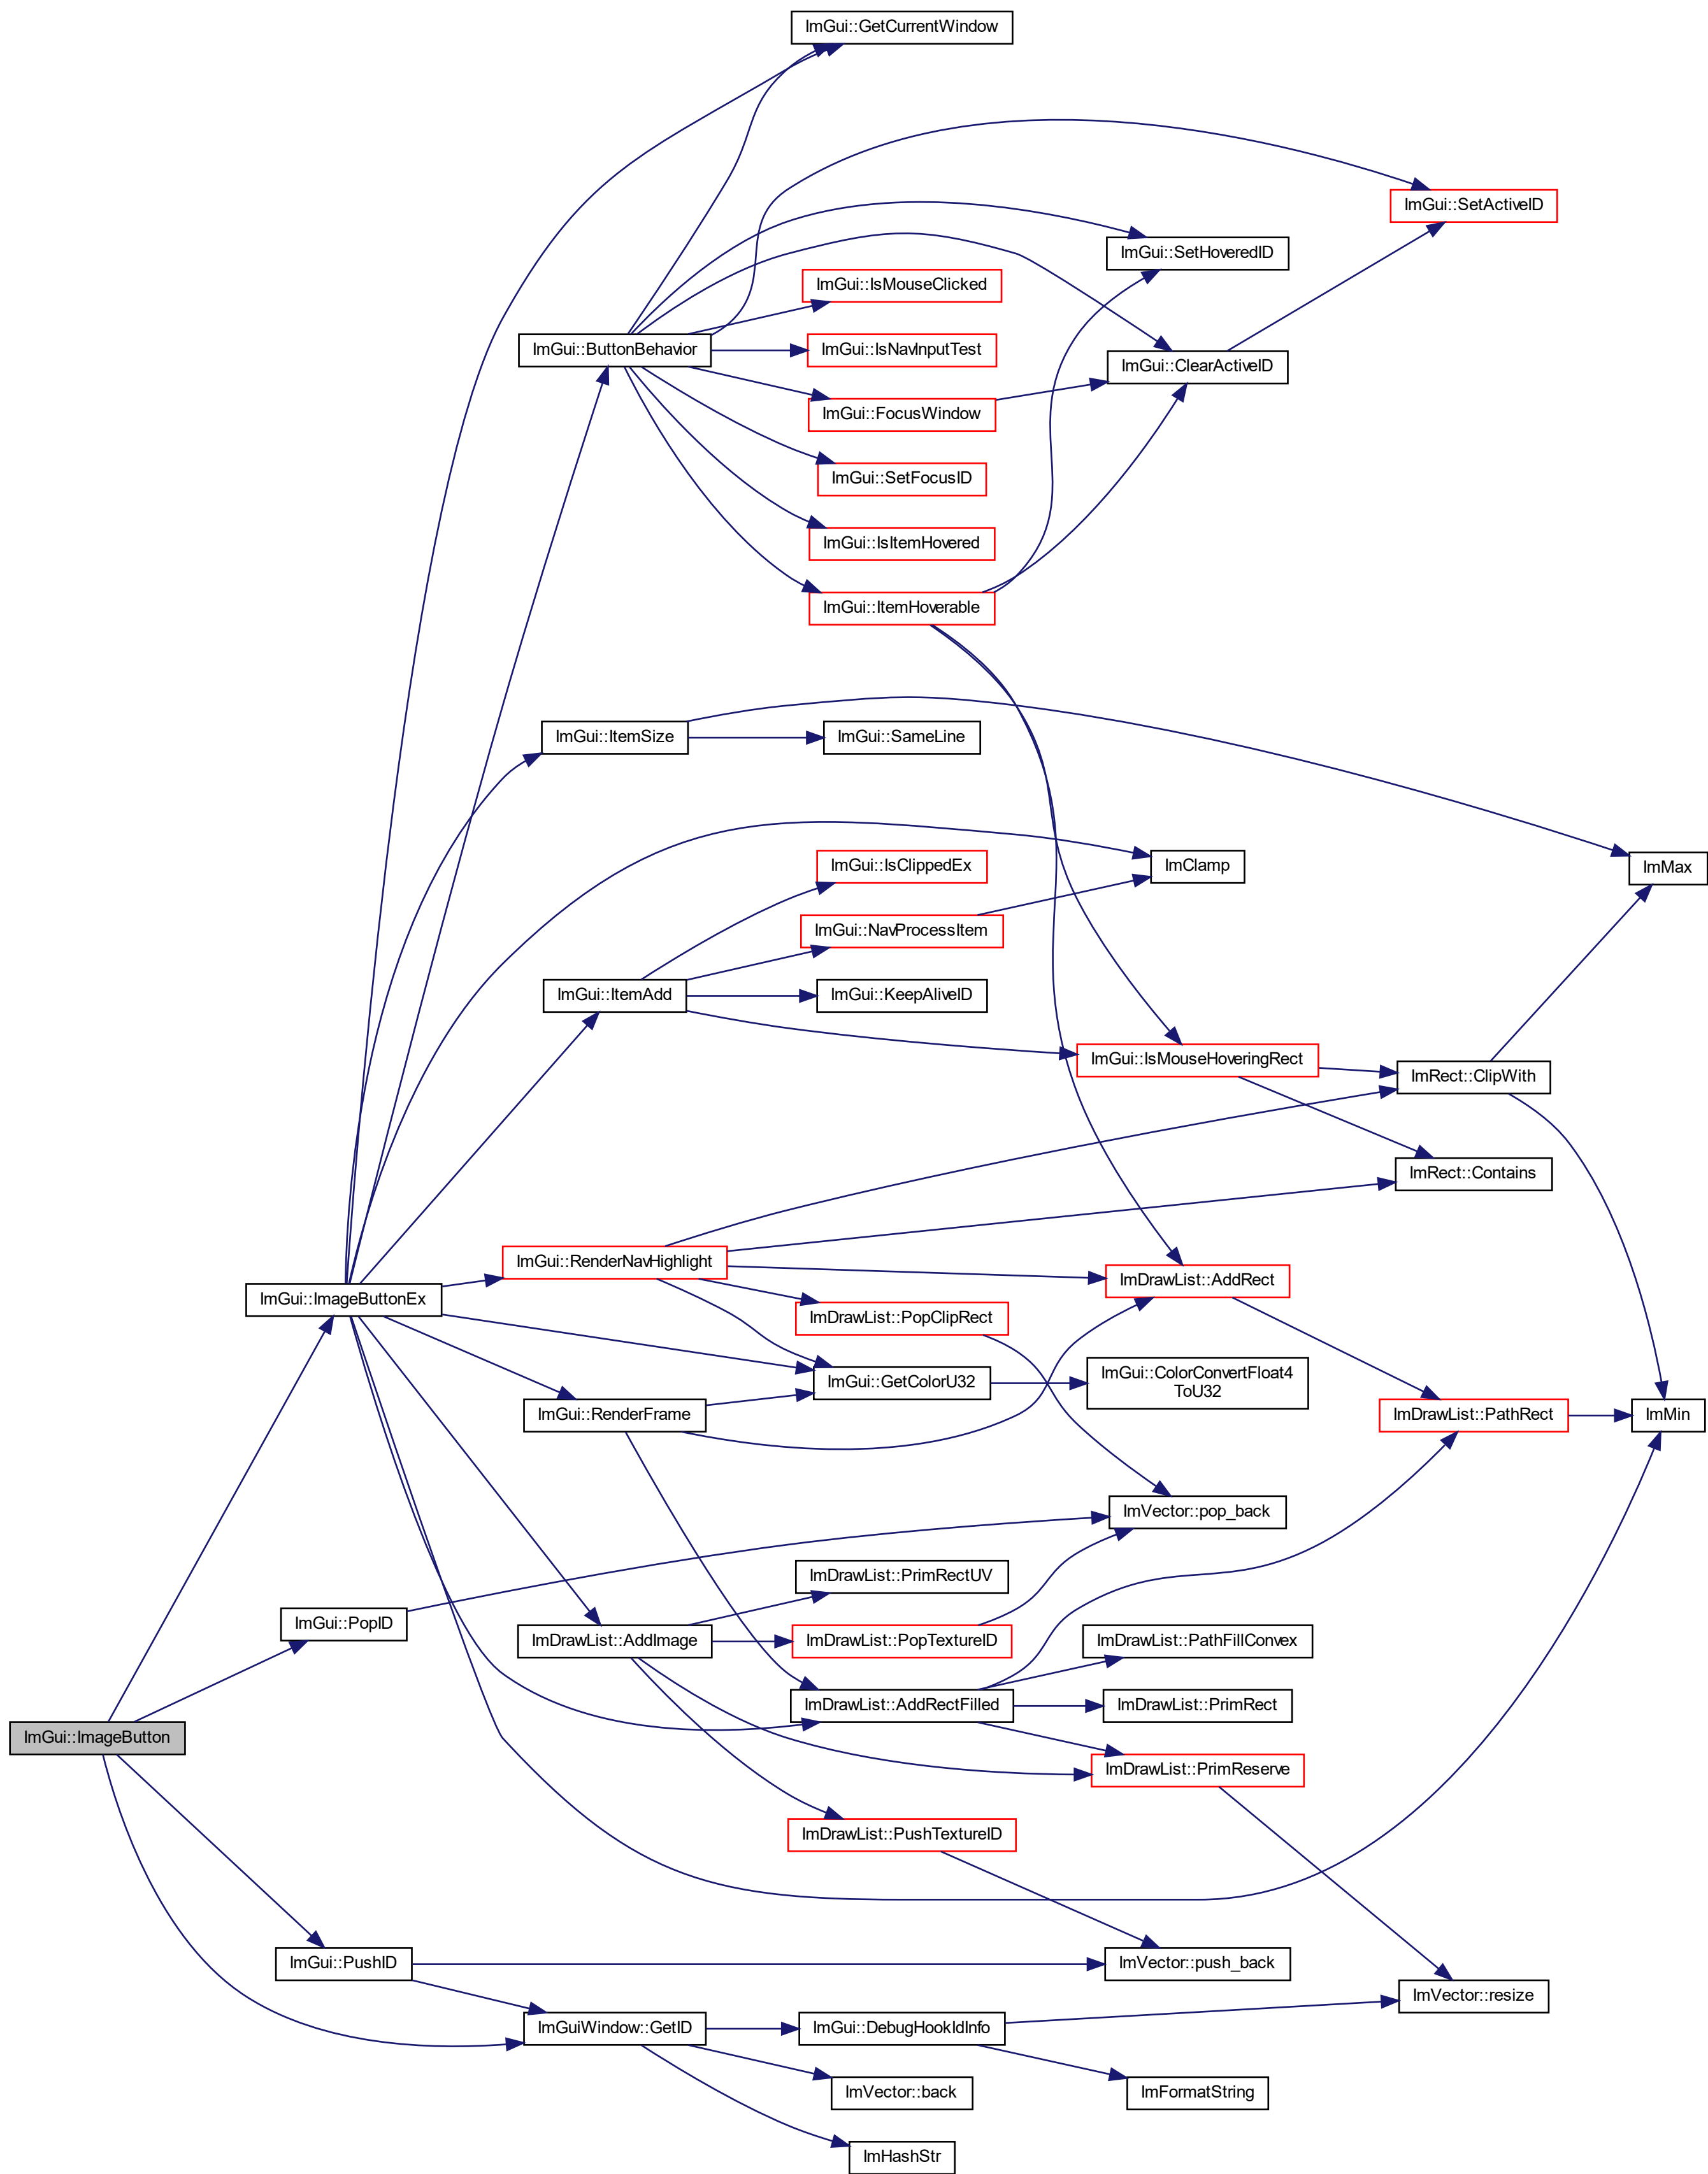 ImGui::GetCurrentWindow
ImGui::SetActiveID
ImGui::SetHoveredID
ImGui::IsMouseClicked
ImGui::ButtonBehavior
ImGui::IsNavInputTest
ImGui::ClearActiveID
ImGui::FocusWindow
ImGui::SetFocusID
ImGui::IsItemHovered
ImGui::ItemHoverable
ImGui::ItemSize
ImGui::SameLine
ImGui::IsClippedEx
ImClamp
ImMax
ImGui::NavProcessItem
ImGui::ItemAdd
ImGui::KeepAliveID
ImGui::IsMouseHoveringRect
ImRect::ClipWith
ImRect::Contains
ImGui::RenderNavHighlight
ImDrawList::AddRect
ImGui::ImageButtonEx
ImDrawList::PopClipRect
ImGui::GetColorU32
ImGui::ColorConvertFloat4
ToU32
ImGui::RenderFrame
ImDrawList::PathRect
ImMin
ImVector::pop_back
ImDrawList::PrimRectUV
ImGui::PopID
ImDrawList::AddImage
ImDrawList::PopTextureID
ImDrawList::PathFillConvex
ImDrawList::AddRectFilled
ImDrawList::PrimRect
ImGui::ImageButton
ImDrawList::PrimReserve
ImDrawList::PushTextureID
ImGui::PushID
ImVector::push_back
ImVector::resize
ImGuiWindow::GetID
ImGui::DebugHookIdInfo
ImVector::back
ImFormatString
ImHashStr